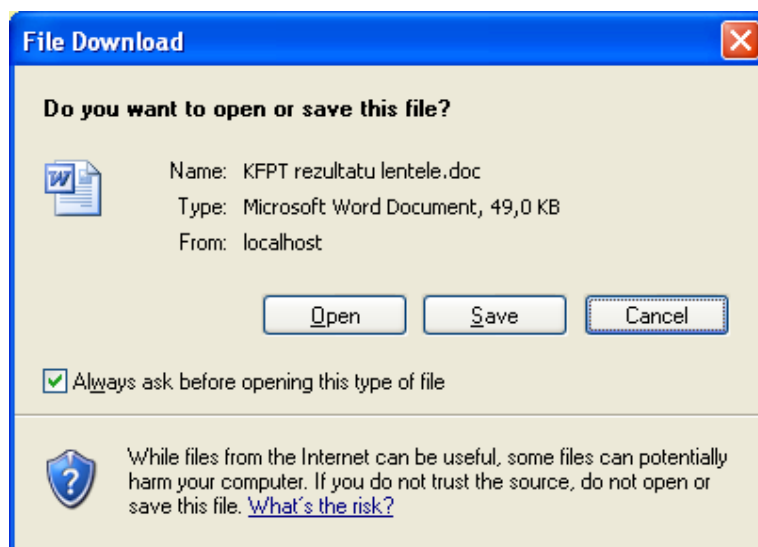 File Download
Do you want to open or save this file?
Name: KFPT rezultatu lentele.doc
Type: Microsoft Word Document, 49,0 KB
From: localhost
Open Save Cancel
Always ask before opening this type of file
While files from the Internet can be useful, some files can potentially
harm your computer. If you do not trust the source, do not open or
save this file. What's the risk?